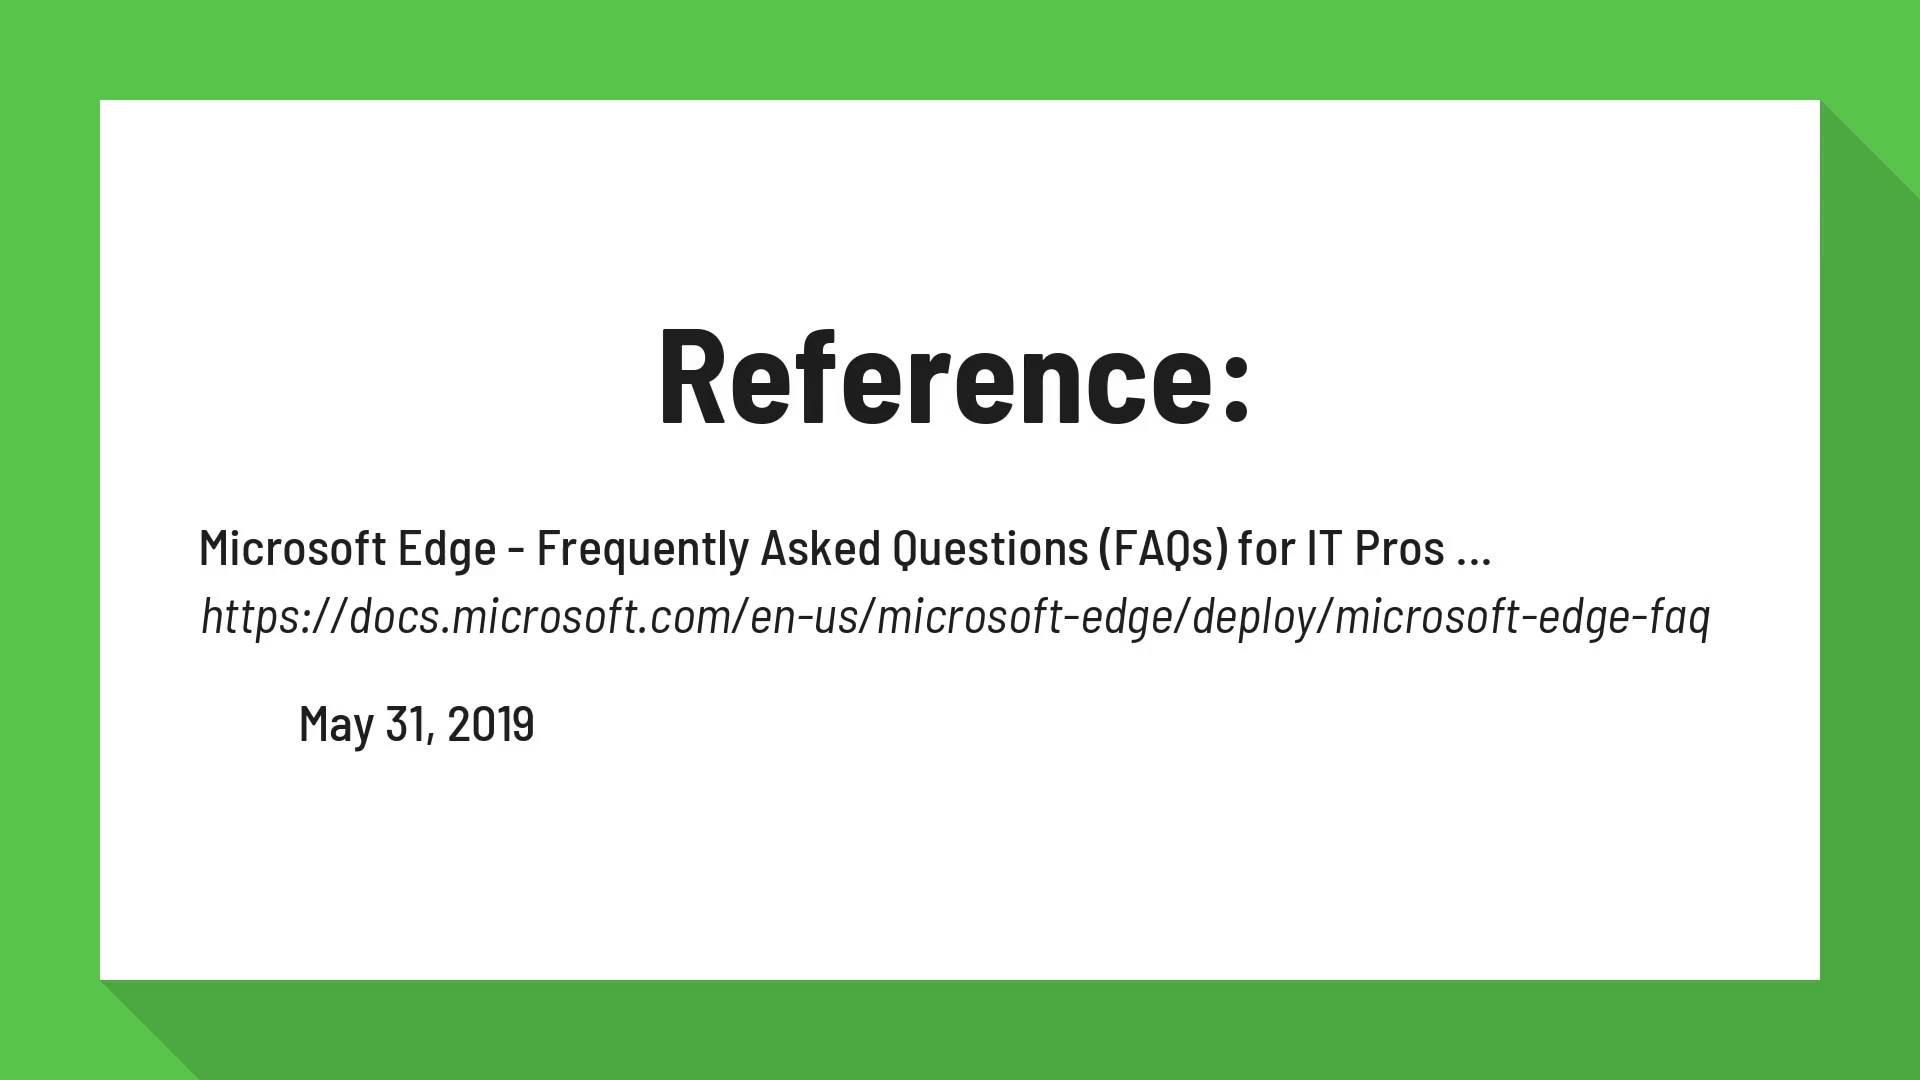 Reference:
Microsoft Edge - Frequently Asked Questions (FAQs) for IT Pros ...
https://docs.microsoft.com/en-us/microsoft-edge/deploy/microsoft-edge-faq
May 31, 2019